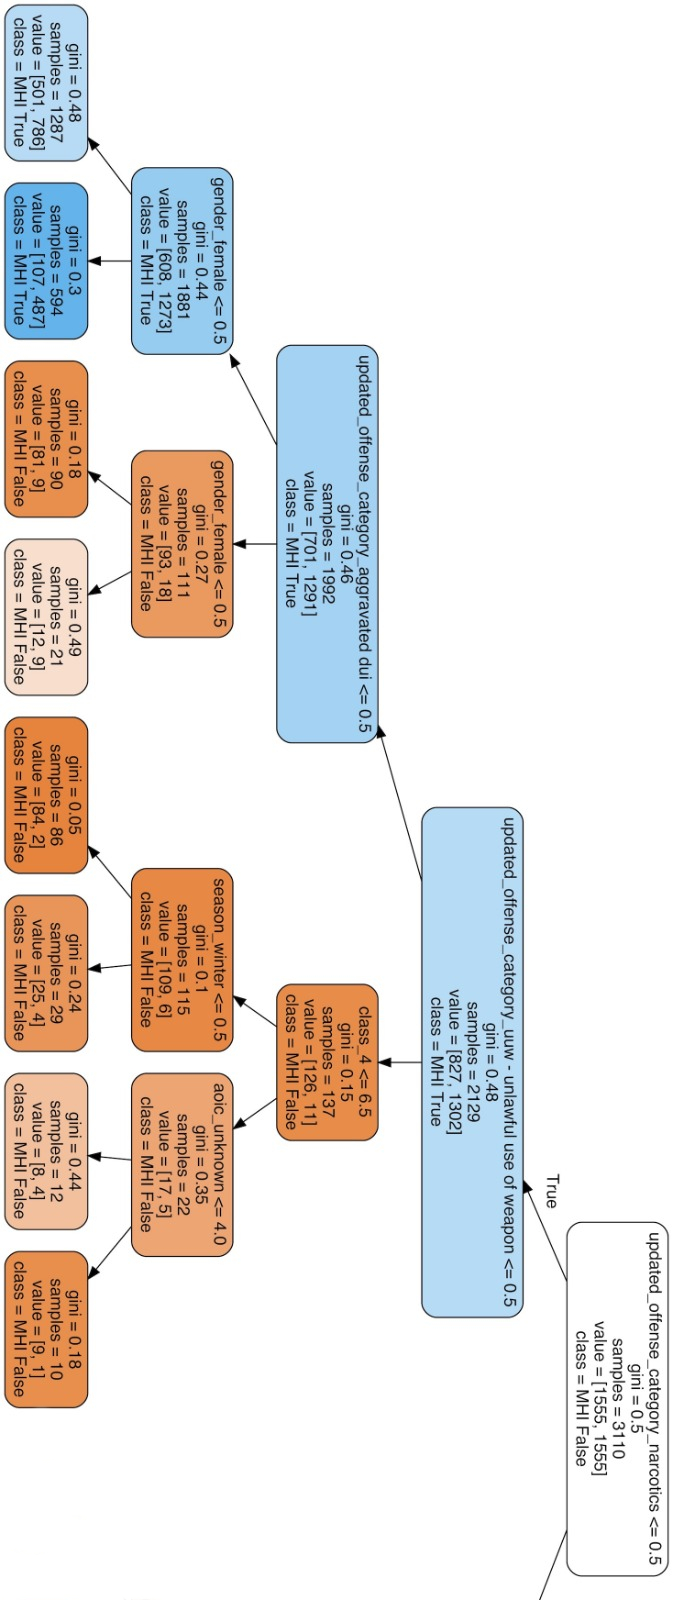 updated_offense_category_narcotics <= 0.5
gini = 0.5
samples = 3110
value = [1555, 1555]
class = MHI False
True
updated_offense_category_uuw - unlawful use of weapon <= 0.5
gini = 0.48
samples = 2129
value = [827, 1302]
class = MHI True
updated_offense_category_aggravated dui <= 0.5
gini = 0.46
samples = 1992
value = [701, 1291]
class = MHI True
class_4 <= 6.5
gini = 0.15
samples = 137
value = [126, 11]
class = MHI False
gender_female <= 0.5
gini = 0.44
samples = 1881
value = [608, 1273]
class = MHI True
gender_female <= 0.5
gini = 0.27
samples = 111
value = [93, 18]
class = MHI False
season_winter <= 0.5
gini = 0.1
samples = 115
value = [109, 6]
class = MHI False
aoic_unknown <= 4.0
gini = 0.35
samples = 22
value = [17, 5]
class = MHI False
gini = 0.48
samples = 1287
value = [501, 786]
class = MHI True
gini = 0.3
samples = 594
value = [107, 487]
class = MHI True
gini = 0.18
samples = 90
value = [81, 9]
class = MHI False
gini = 0.49
samples = 21
value = [12, 9]
class = MHI False
gini = 0.05
samples = 86
value = [84, 2]
class = MHI False
gini = 0.24
samples = 29
value = [25, 4]
class = MHI False
gini = 0.44
samples = 12
value = [8, 4]
class = MHI False
gini = 0.18
samples = 10
value = [9, 1]
class = MHI False